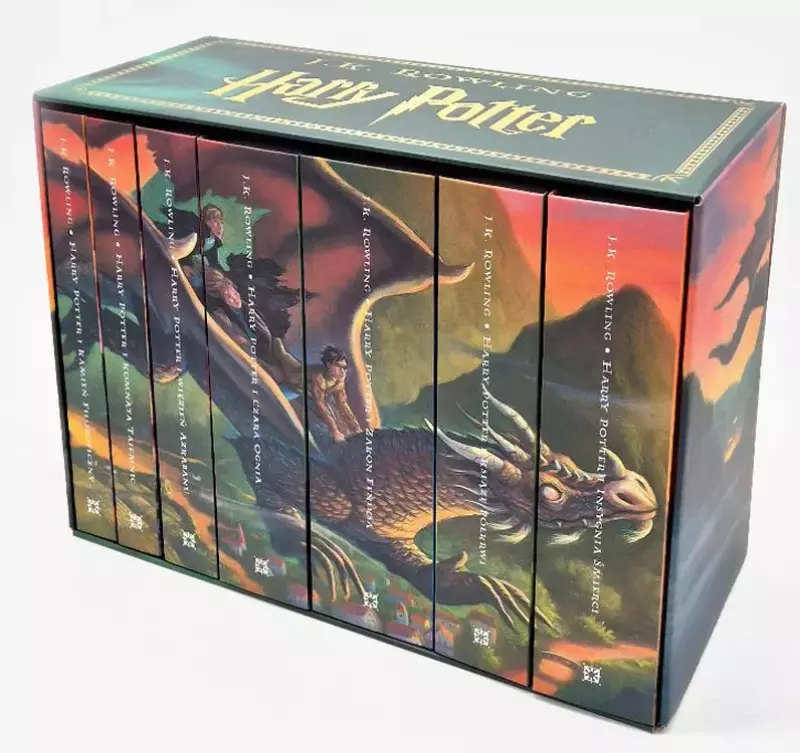 J.K. ROWLING
Harry Potter
J.K. ROWLING • HARRY POTTER I KAMIEŃ FILOZOFICZNY
J.K. ROWLING • HARRY POTTER I KOMNATA TAJEMNIC
J.K. ROWLING • HARRY POTTER I WIĘZIEŃ AZKABANU
J.K. ROWLING • HARRY POTTER I CZARA OGNIA
J.K. ROWLING • HARRY POTTER I ZAKON FENIKSA
J.K. ROWLING • HARRY POTTER I KSIĄŻĘ PÓŁKRWI
J.K. ROWLING • HARRY POTTER I INSYGNIA ŚMIERCI